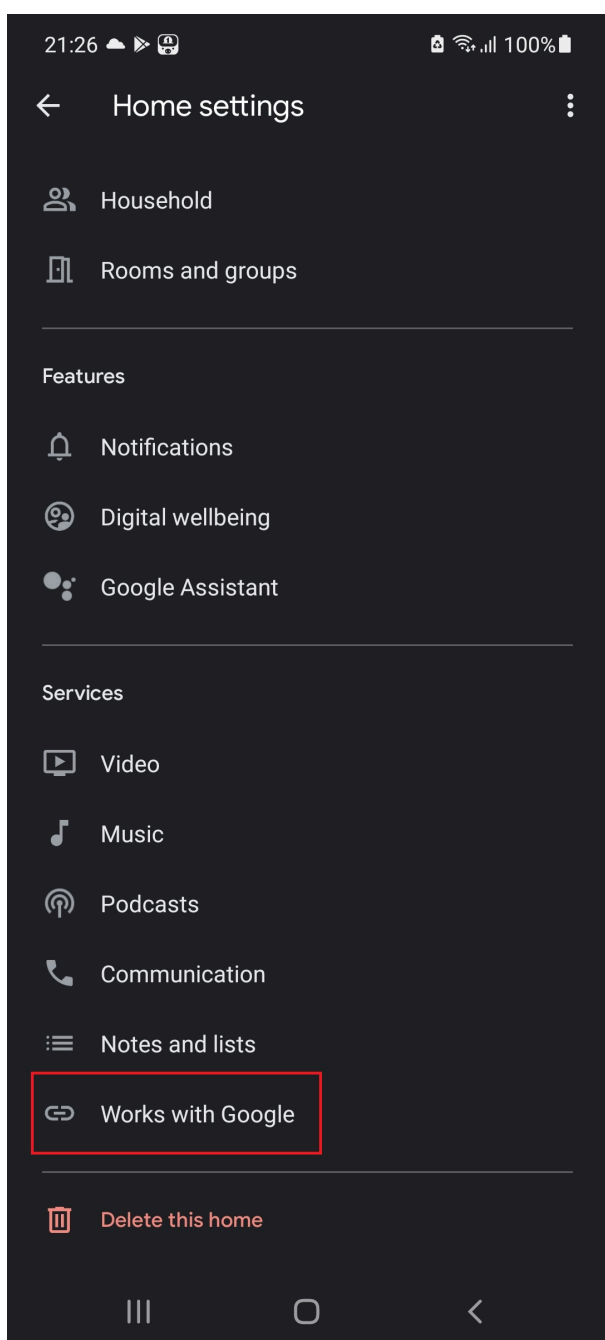 21:26 100%
Home settings
Household
Rooms and groups
Features
Notifications
Digital wellbeing
Google Assistant
Services
Video
Music
Podcasts
Communication
Notes and lists
Works with Google
Delete this home